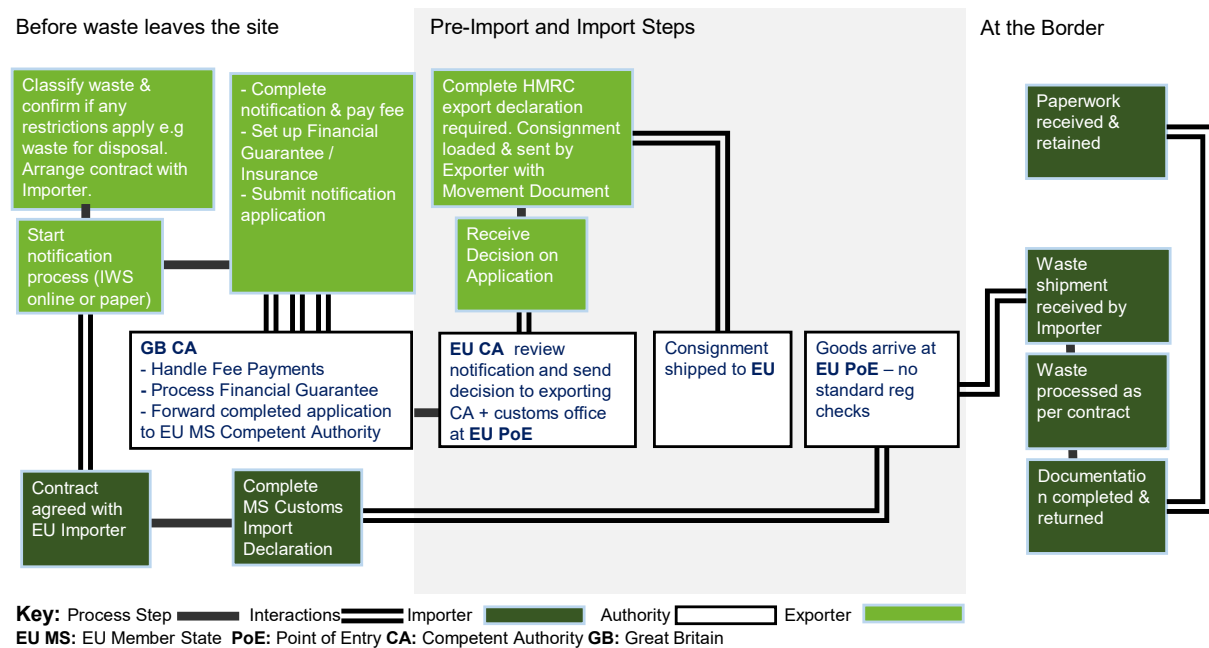 Before waste leaves the site
Pre-Import and Import Steps
At the Border
Classify waste &
confirm if any
restrictions apply e.g
waste for disposal.
Arrange contract with
Importer.
- Complete
notification & pay fee
- Set up Financial
Guarantee /
Insurance
- Submit notification
application
Complete HMRC
export declaration
required. Consignment
loaded & sent by
Exporter with
Movement Document
Paperwork
received &
retained
Start
notification
process (IWS
online or paper)
Receive
Decision on
Application
Waste
shipment
received by
Importer
GB CA
- Handle Fee Payments
- Process Financial Guarantee
- Forward completed application
to EU MS Competent Authority
EU CA review
notification and send
decision to exporting
CA + customs office
at EU PoE
Consignment
shipped to EU
Goods arrive at
EU PoE – no
standard reg
checks
Waste
processed as
per contract
Contract
agreed with
EU Importer
Complete
MS Customs
Import
Declaration
Documentatio
n completed &
returned
Key: Process Step Interactions Importer Authority Exporter
EU MS: EU Member State PoE: Point of Entry CA: Competent Authority GB: Great Britain